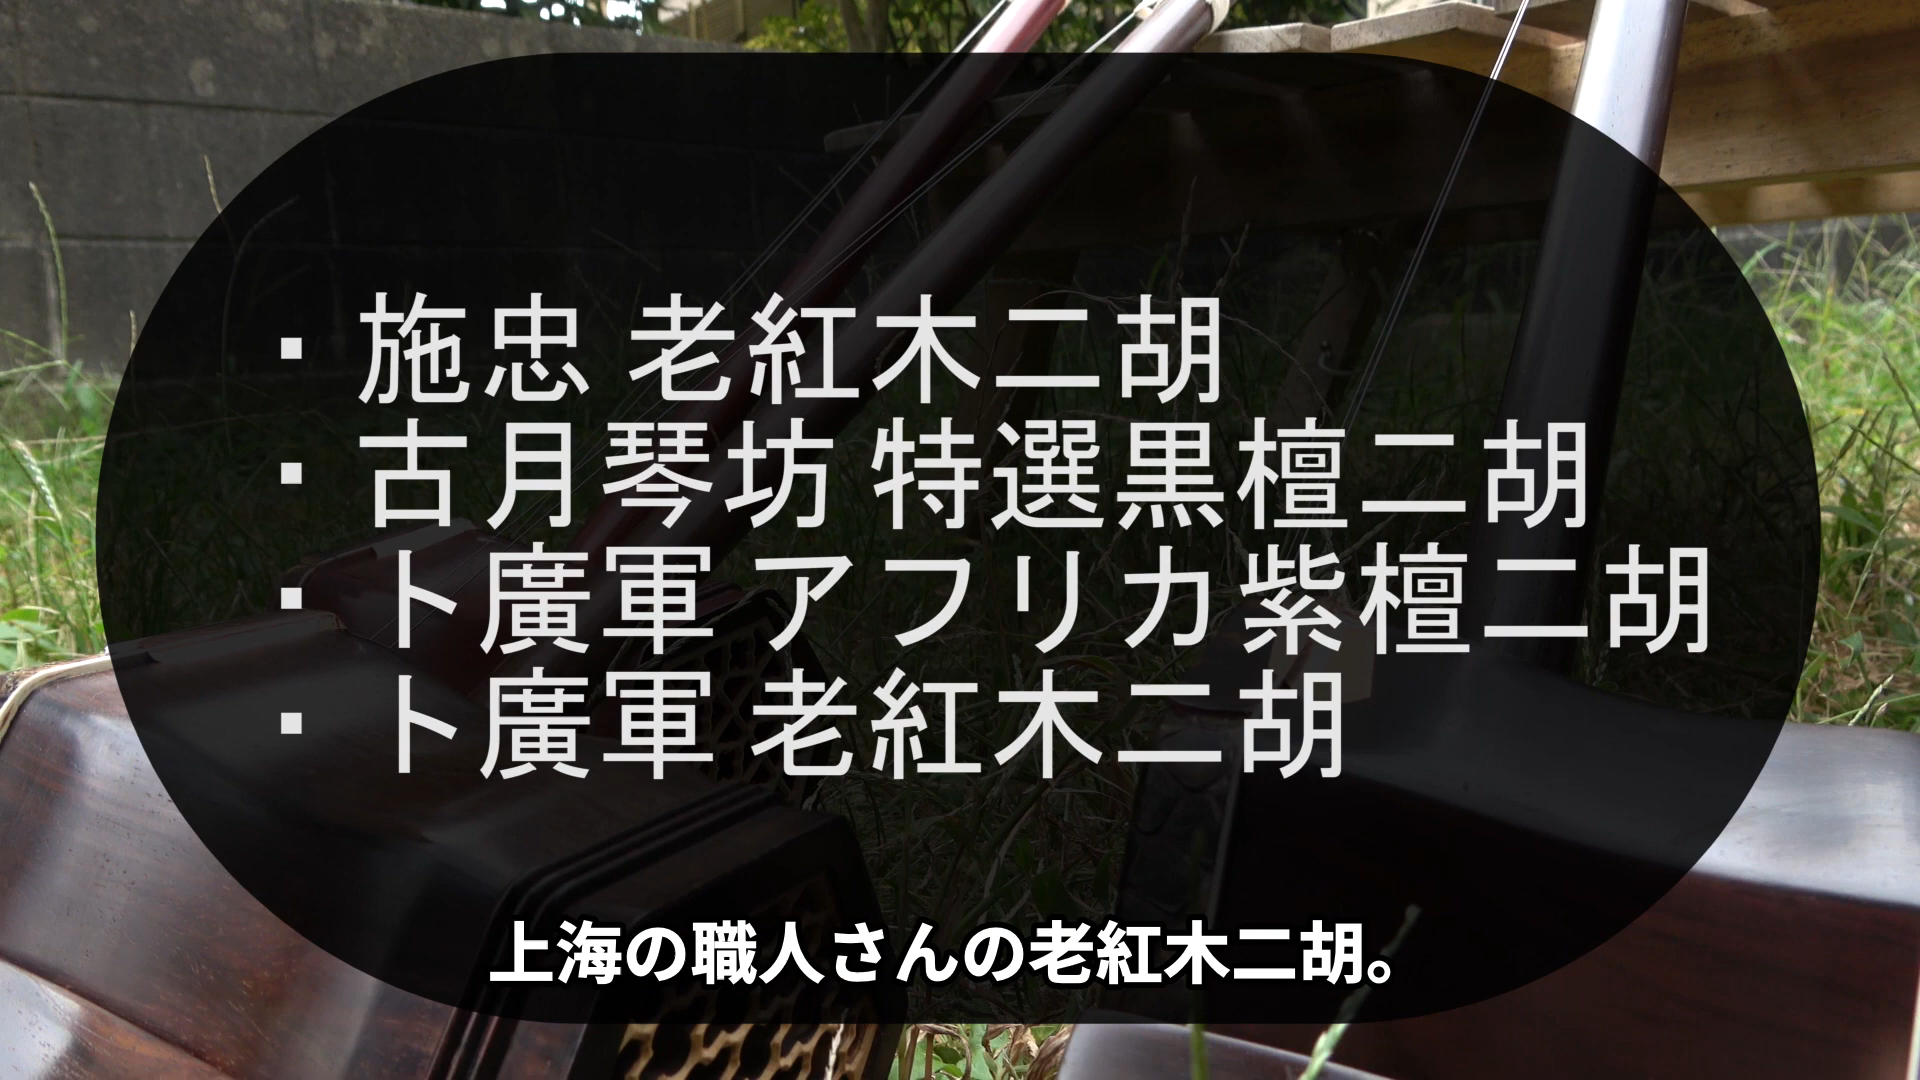 ・施忠 老紅木二胡
・古月琴坊 特選黒檀二胡
・卜廣軍 アフリカ紫檀二胡
・卜廣軍 老紅木二胡
上海の職人さんの老紅木二胡。